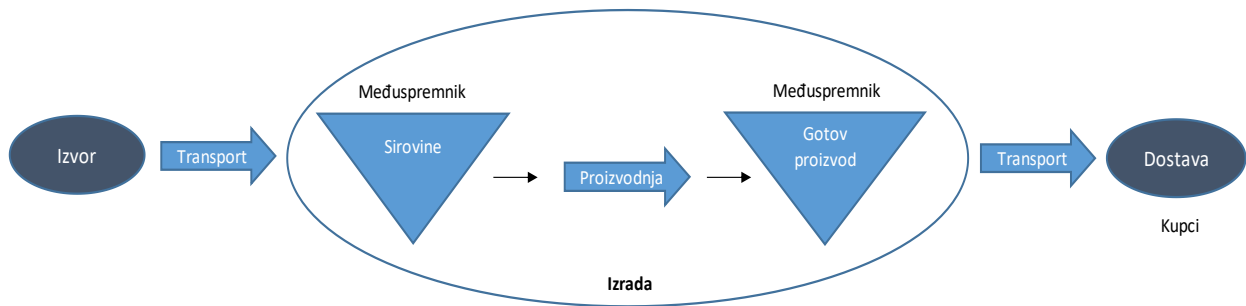 Izvor
Transport
Međuspremnik
Sirovine
Proizvodnja
Međuspremnik
Gotov
proizvod
Izrada
Transport
Dostava
Kupci